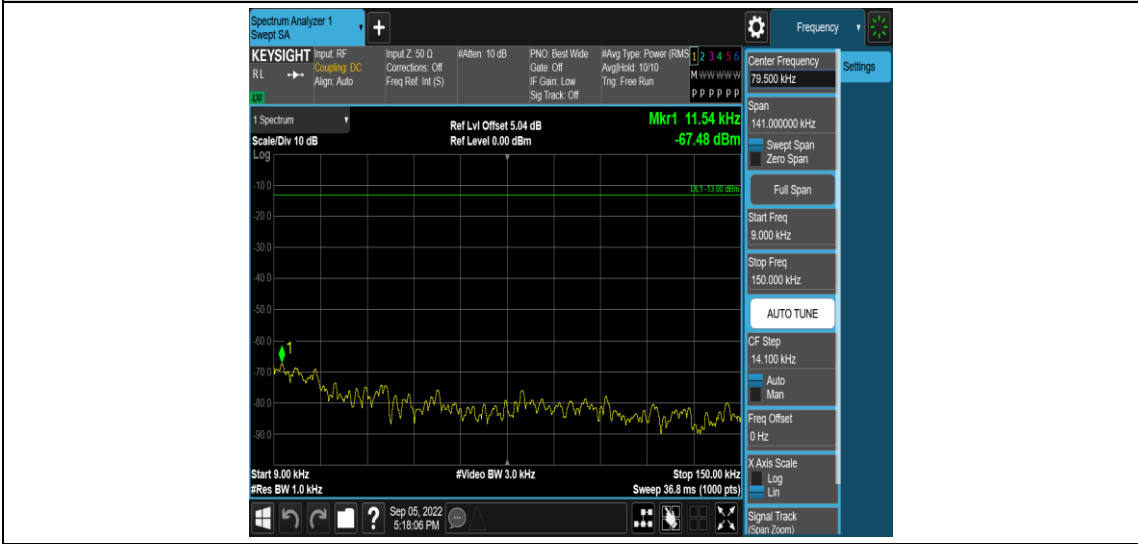 Spectrum Analyzer 1
Swept SA
+
Frequency
KEYSIGHT
Input: RF
Input Z: 50 Ω
#Atten: 10 dB
PNO: Best Wide
#Avg Type: Power (RMS
1 2 3 4 5 6
RL
Coupling: DC
Corrections: Off
Gate: Off
Avg|Hold: 10/10
M W W W W W
Align: Auto
Freq Ref: Int (S)
IF Gain: Low
Trig: Free Run
Sig Track: Off
P P P P P P
Center Frequency
79.500 kHz
Settings
Span
141.000000 kHz
Swept Span
Zero Span
Full Span
Start Freq
9.000 kHz
Stop Freq
150.000 kHz
AUTO TUNE
CF Step
14.100 kHz
Auto
Man
Freq Offset
0 Hz
X Axis Scale
Log
Lin
Signal Track
(Span Zoom)
1 Spectrum
Scale/Div 10 dB
Log
Ref Lvl Offset 5.04 dB
Ref Level 0.00 dBm
Mkr1 11.54 kHz
-67.48 dBm
DL1 -13.00 dBm
-10.0
-20.0
-30.0
-40.0
-50.0
-60.0
-70.0
-80.0
-90.0
1
Start 9.00 kHz
#Video BW 3.0 kHz
Stop 150.00 kHz
#Res BW 1.0 kHz
Sweep 36.8 ms (1000 pts)
?
Sep 05, 2022
5:18:06 PM